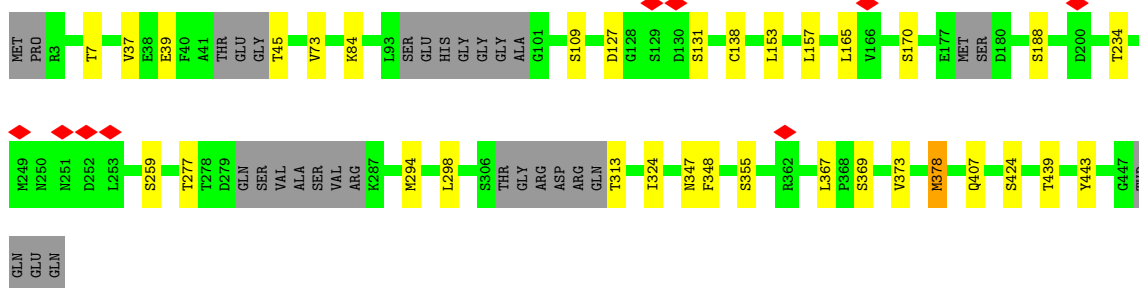 MET PRO R3 T7 V37 E38 E39 F40 A41 THR GLU GLY T45 V73 K84 L93 SER GLU HIS GLY GLY GLY ALA G101 S109 D127 G128 S129 D130 S131 C138 L153 L157 L165 V166 S170 E177 MET SER D180 S188 D200 T234
M249 N250 N251 D252 L253 S259 T277 T278 D279 GLN SER VAL ALA SER VAL ARG K287 M294 L298 S306 THR GLY ARG ASP ARG GLN T313 I324 N347 F348 S355 R362 L367 P368 S369 V373 M378 Q407 S424 T439 Y443 G447
GLN GLU GLN